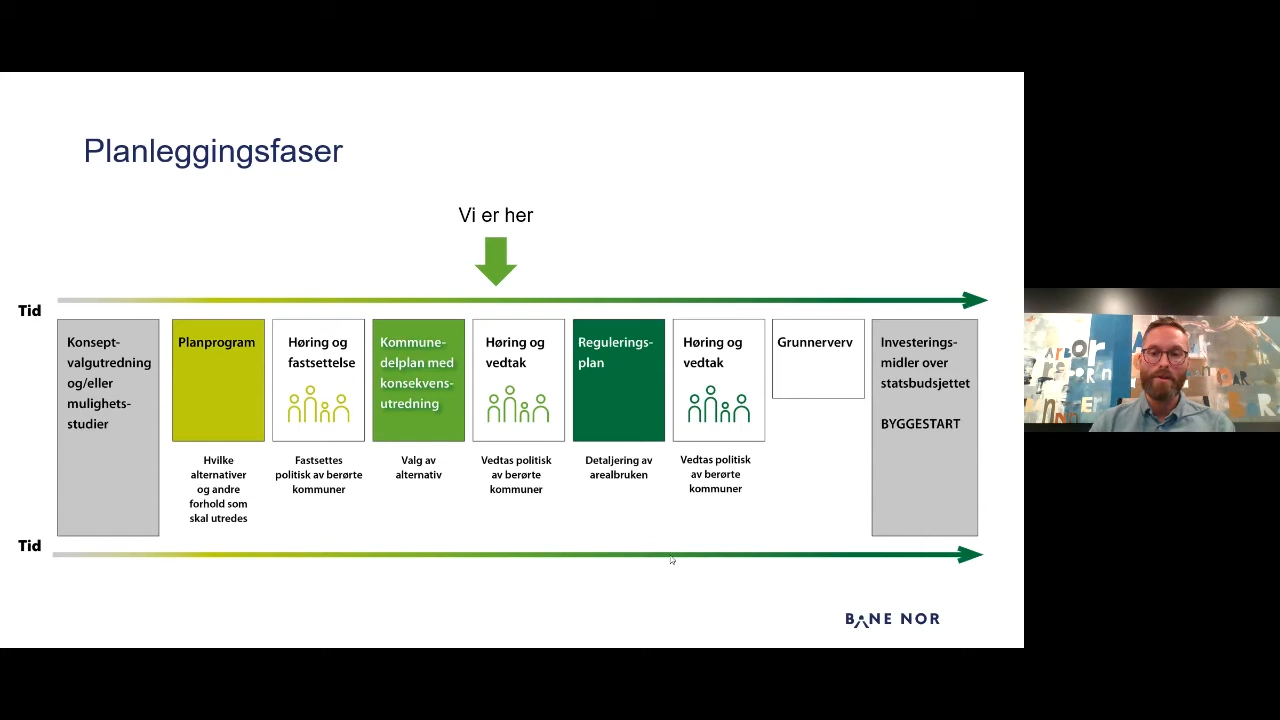 Planleggingsfaser
Vi er her
Tid
Konsept-
valgutredning
og/eller
mulighets-
studier
Planprogram
Hvilke
alternativer
og andre
forhold som
skal utredes
Høring og
fastsettelse
Fastsettes
politisk av berørte
kommuner
Kommune-
delplan med
konsekvens-
utredning
Valg av
alternativ
Høring og
vedtak
Vedtas politisk
av berørte
kommuner
Regulerings-
plan
Detaljering av
arealbruken
Høring og
vedtak
Vedtas politisk
av berørte
kommuner
Grunnerverv
Investerings-
midler over
statsbudsjettet
BYGGESTART
Tid
BANE NOR